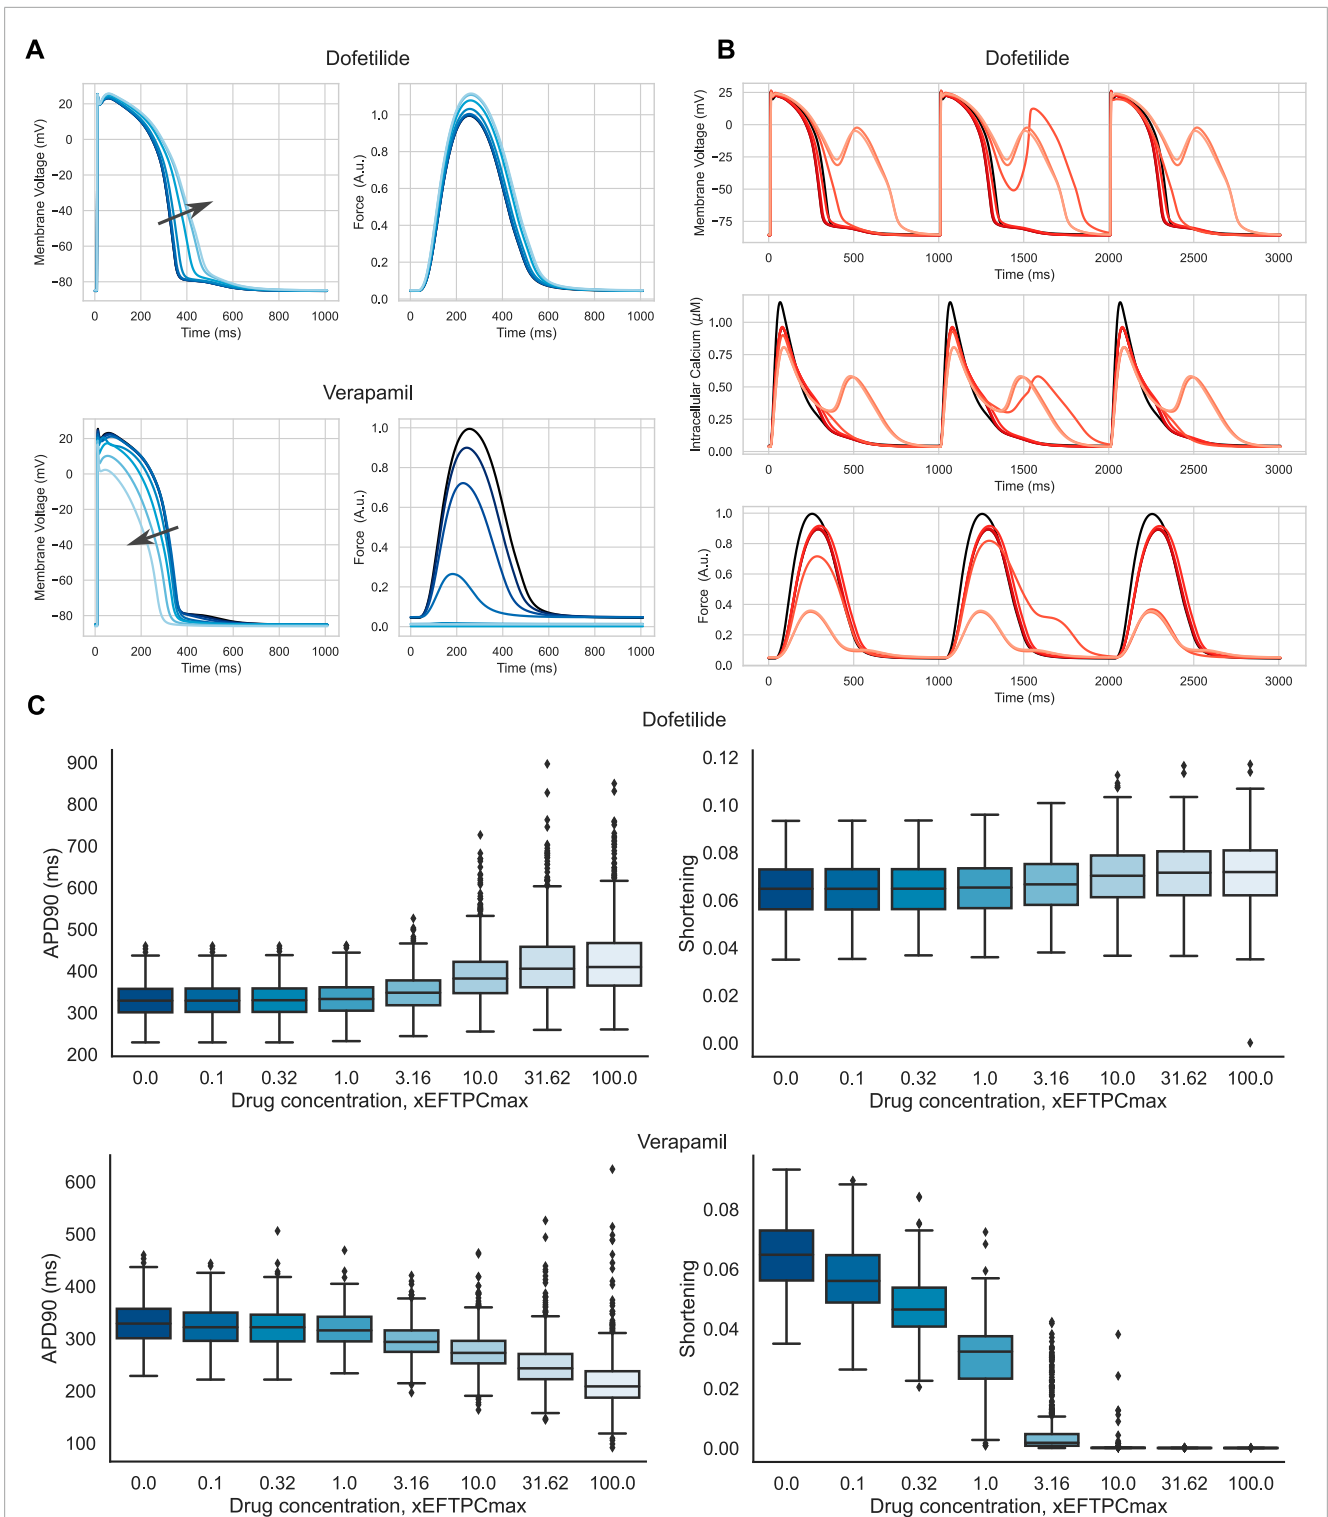 A
Dofetilide
Membrane Voltage (mV)
20
0
−20
−40
−60
−80
0 200 400 600 800 1000
Time (ms)
Force (A.u.)
1.0
0.8
0.6
0.4
0.2
0.0
0 200 400 600 800 1000
Time (ms)
Verapamil
Membrane Voltage (mV)
20
0
−20
−40
−60
−80
0 200 400 600 800 1000
Time (ms)
Force (A.u.)
1.0
0.8
0.6
0.4
0.2
0.0
0 200 400 600 800 1000
Time (ms)
B
Dofetilide
Membrane Voltage (mV)
25
0
−25
−50
−75
0 500 1000 1500 2000 2500 3000
Time (ms)
Intracellular Calcium (μM)
1.00
0.75
0.50
0.25
0.00
0 500 1000 1500 2000 2500 3000
Time (ms)
Force (A.u.)
1.0
0.8
0.6
0.4
0.2
0.0
0 500 1000 1500 2000 2500 3000
Time (ms)
C
Dofetilide
APD90 (ms)
900
800
700
600
500
400
300
200
0.0 0.1 0.32 1.0 3.16 10.0 31.62 100.0
Drug concentration, xEFTPCmax
Shortening
0.12
0.10
0.08
0.06
0.04
0.02
0.00
0.0 0.1 0.32 1.0 3.16 10.0 31.62 100.0
Drug concentration, xEFTPCmax
Verapamil
APD90 (ms)
600
500
400
300
200
100
0.0 0.1 0.32 1.0 3.16 10.0 31.62 100.0
Drug concentration, xEFTPCmax
Shortening
0.08
0.06
0.04
0.02
0.00
0.0 0.1 0.32 1.0 3.16 10.0 31.62 100.0
Drug concentration, xEFTPCmax